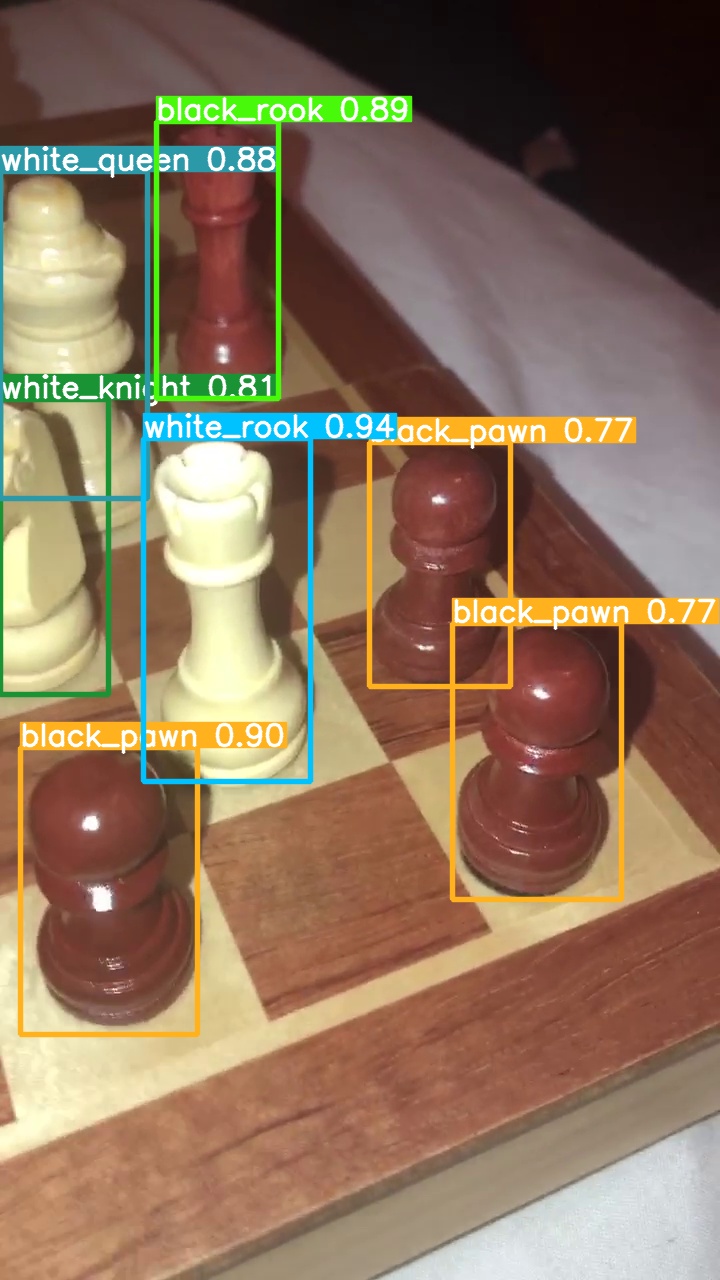 black_rook 0.89
white_queen 0.88
white_knight 0.81
white_rook 0.94
black_pawn 0.77
black_pawn 0.77
black_pawn 0.90